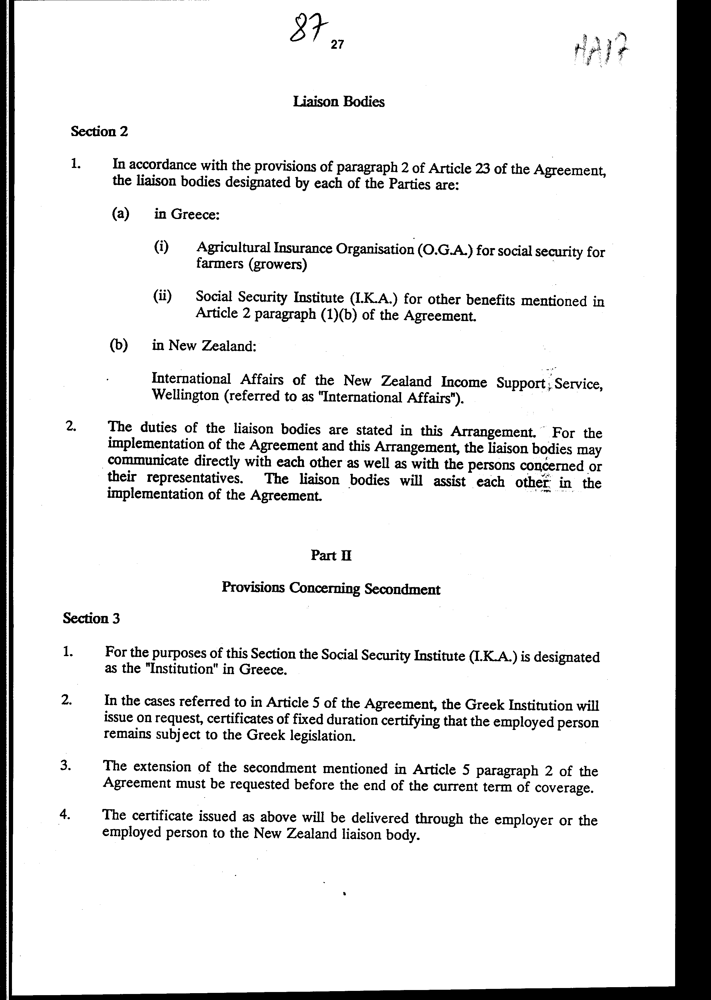 87
27
HA17
Liaison Bodies
Section 2
1. In accordance with the provisions of paragraph 2 of Article 23 of the Agreement,
the liaison bodies designated by each of the Parties are:
(a) in Greece:
(i) Agricultural Insurance Organisation (O.G.A.) for social security for
farmers (growers)
(ii) Social Security Institute (I.K.A.) for other benefits mentioned in
Article 2 paragraph (1)(b) of the Agreement.
(b) in New Zealand:
International Affairs of the New Zealand Income Support Service,
Wellington (referred to as "International Affairs").
2. The duties of the liaison bodies are stated in this Arrangement. For the
implementation of the Agreement and this Arrangement, the liaison bodies may
communicate directly with each other as well as with the persons concerned or
their representatives. The liaison bodies will assist each other in the
implementation of the Agreement.
Part II
Provisions Concerning Secondment
Section 3
1. For the purposes of this Section the Social Security Institute (I.K.A.) is designated
as the "Institution" in Greece.
2. In the cases referred to in Article 5 of the Agreement, the Greek Institution will
issue on request, certificates of fixed duration certifying that the employed person
remains subject to the Greek legislation.
3. The extension of the secondment mentioned in Article 5 paragraph 2 of the
Agreement must be requested before the end of the current term of coverage.
4. The certificate issued as above will be delivered through the employer or the
employed person to the New Zealand liaison body.